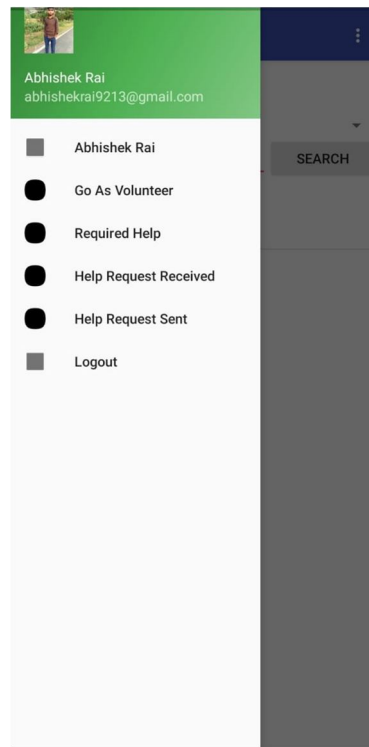 Abhishek Rai
abhishekrai9213@gmail.com
Abhishek Rai
Go As Volunteer
Required Help
Help Request Received
Help Request Sent
Logout
SEARCH